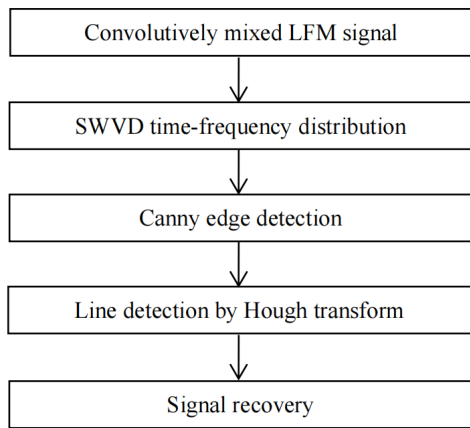 Convolutively mixed LFM signal
SWVD time-frequency distribution
Canny edge detection
Line detection by Hough transform
Signal recovery